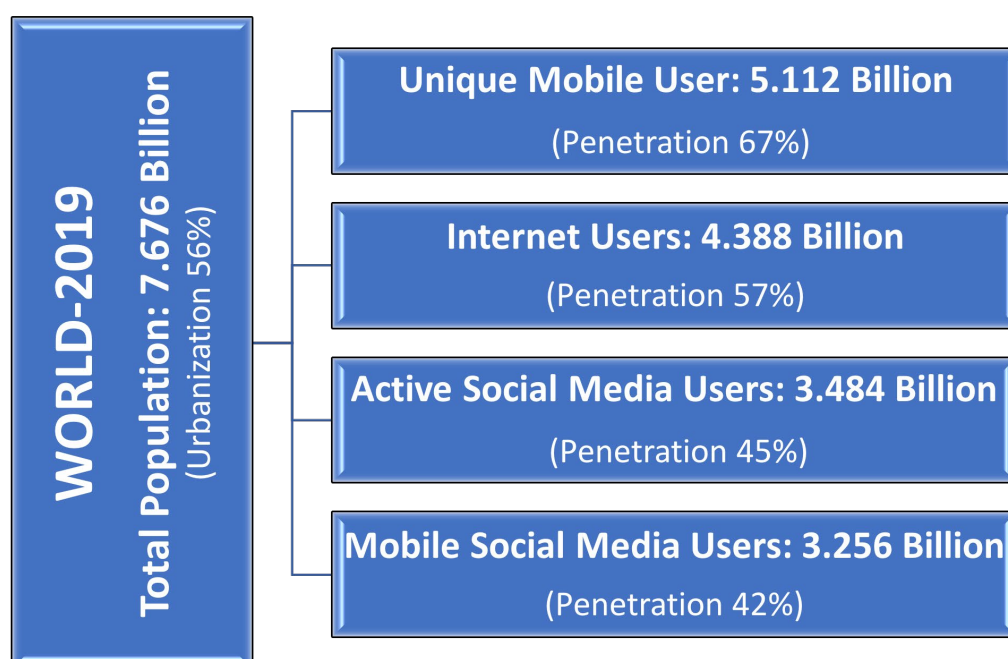 WORLD-2019
Total Population: 7.676 Billion
(Urbanization 56%)
Unique Mobile User: 5.112 Billion
(Penetration 67%)
Internet Users: 4.388 Billion
(Penetration 57%)
Active Social Media Users: 3.484 Billion
(Penetration 45%)
Mobile Social Media Users: 3.256 Billion
(Penetration 42%)